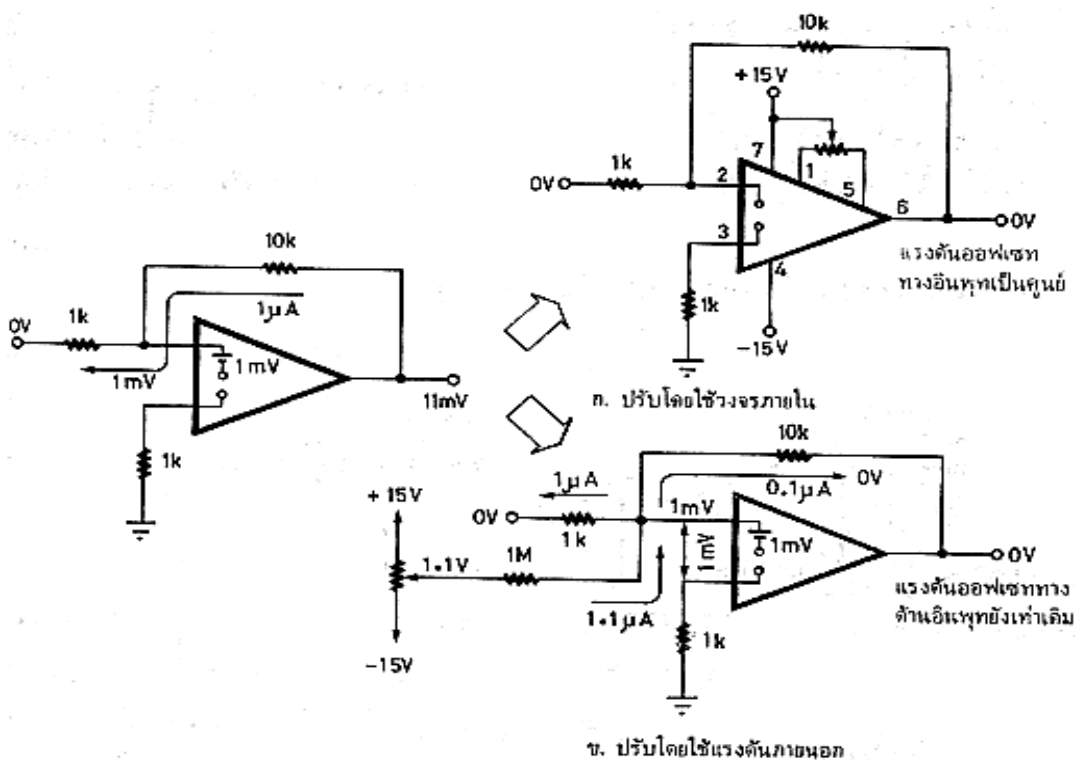 10k
1µA
1k
0V
1mV
1mV
11mV
1k
10k
+15V
1k
0V
7
1
5
2
3
6
4
0V
1k
-15V
แรงดันออฟเซท
ทางอินพุทเป็นศูนย์
ก. ปรับโดยใช้วงจรภายใน
10k
1µA
0.1µA
0V
0V
1k
1mV
1mV
1mV
0V
+15V
1.1V
1M
1.1µA
1k
-15V
แรงดันออฟเซททาง
ด้านอินพุทยังเท่าเดิม
ข. ปรับโดยใช้แรงดันภายนอก